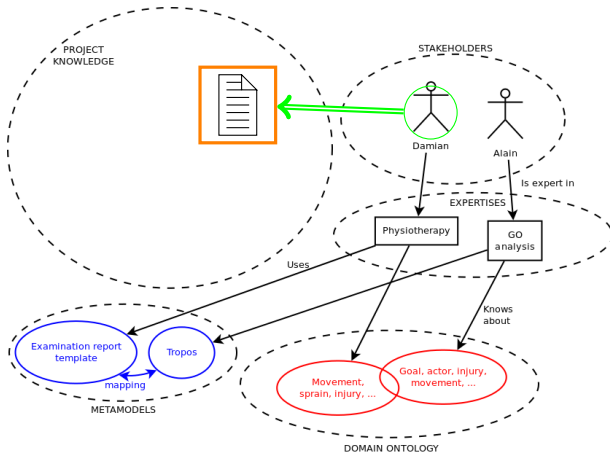 PROJECT
KNOWLEDGE
STAKEHOLDERS
Damian
Alain
Is expert in
EXPERTISES
Physiotherapy
GO
analysis
Uses
Knows
about
Examination report
template
Tropos
mapping
METAMODELS
Movement,
sprain, injury, ...
Goal, actor, injury,
movement, ...
DOMAIN ONTOLOGY